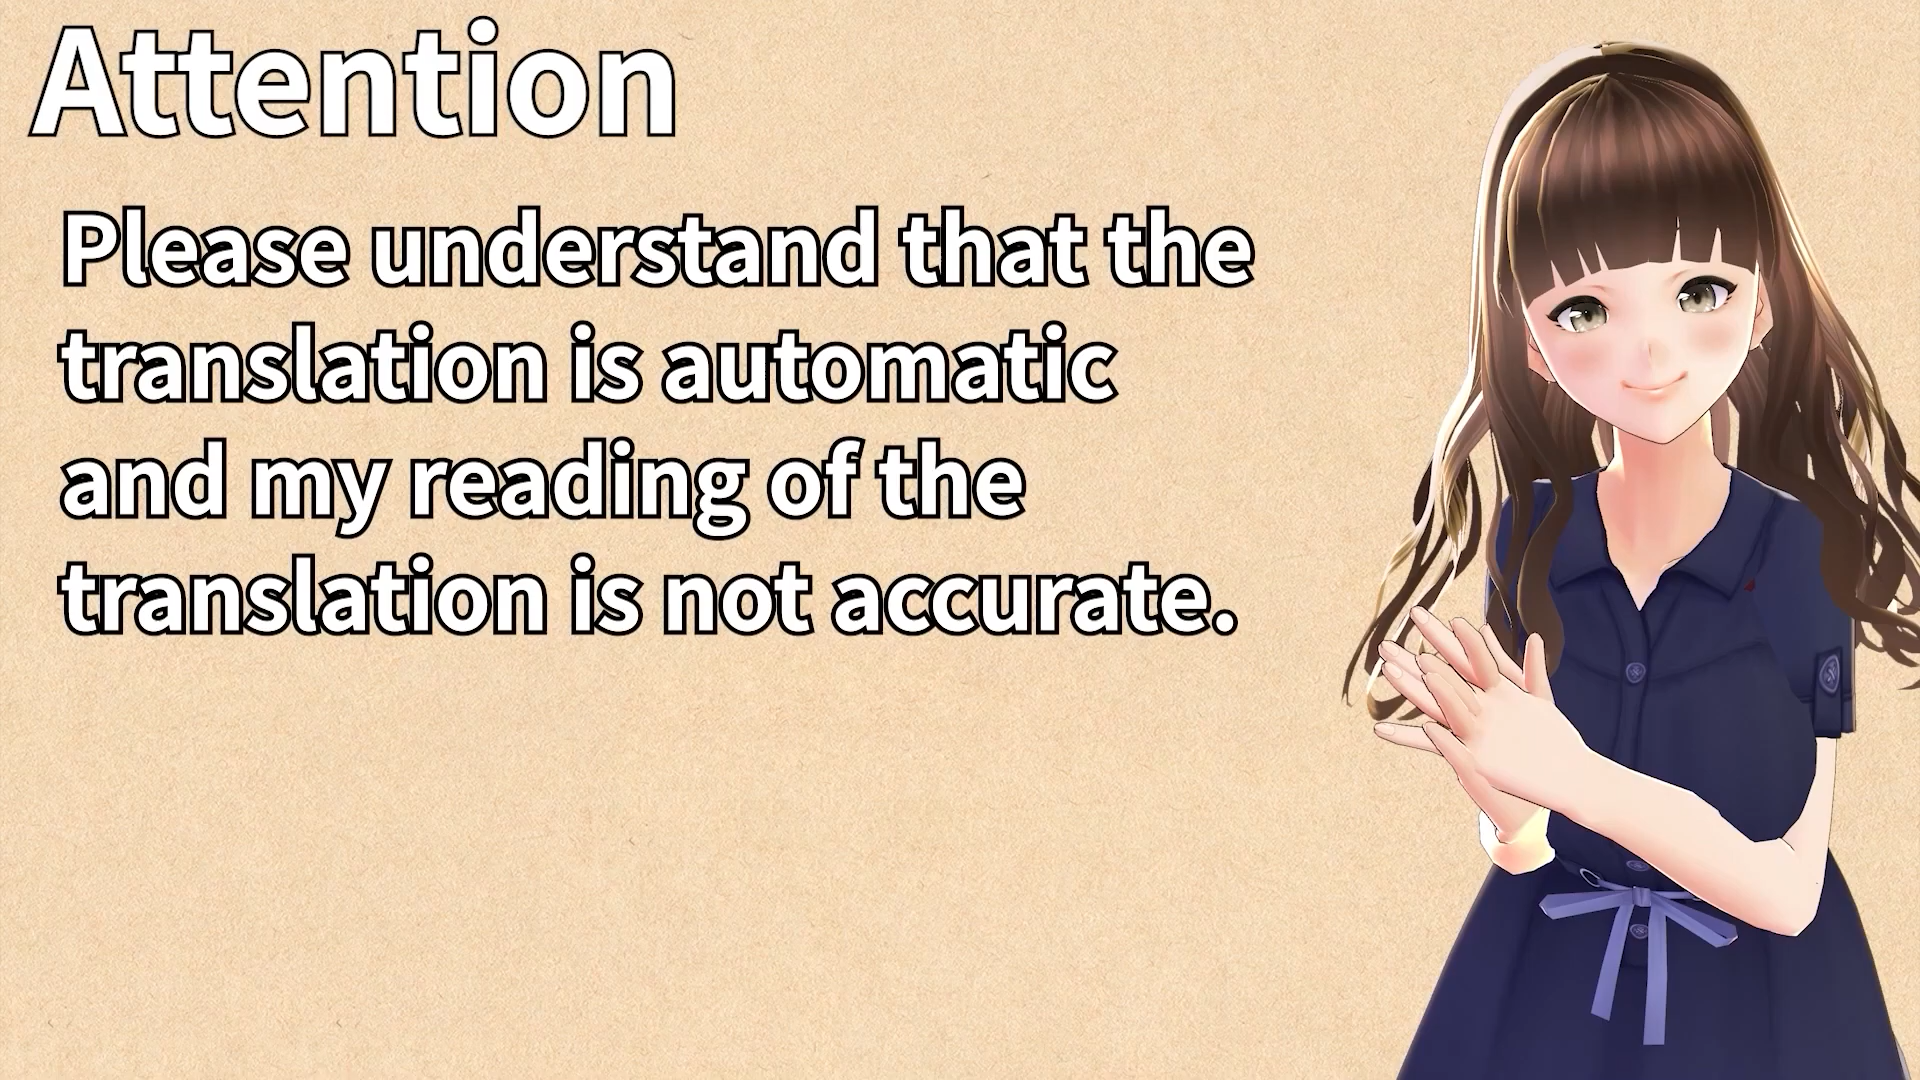 Attention
Please understand that the
translation is automatic
and my reading of the
translation is not accurate.